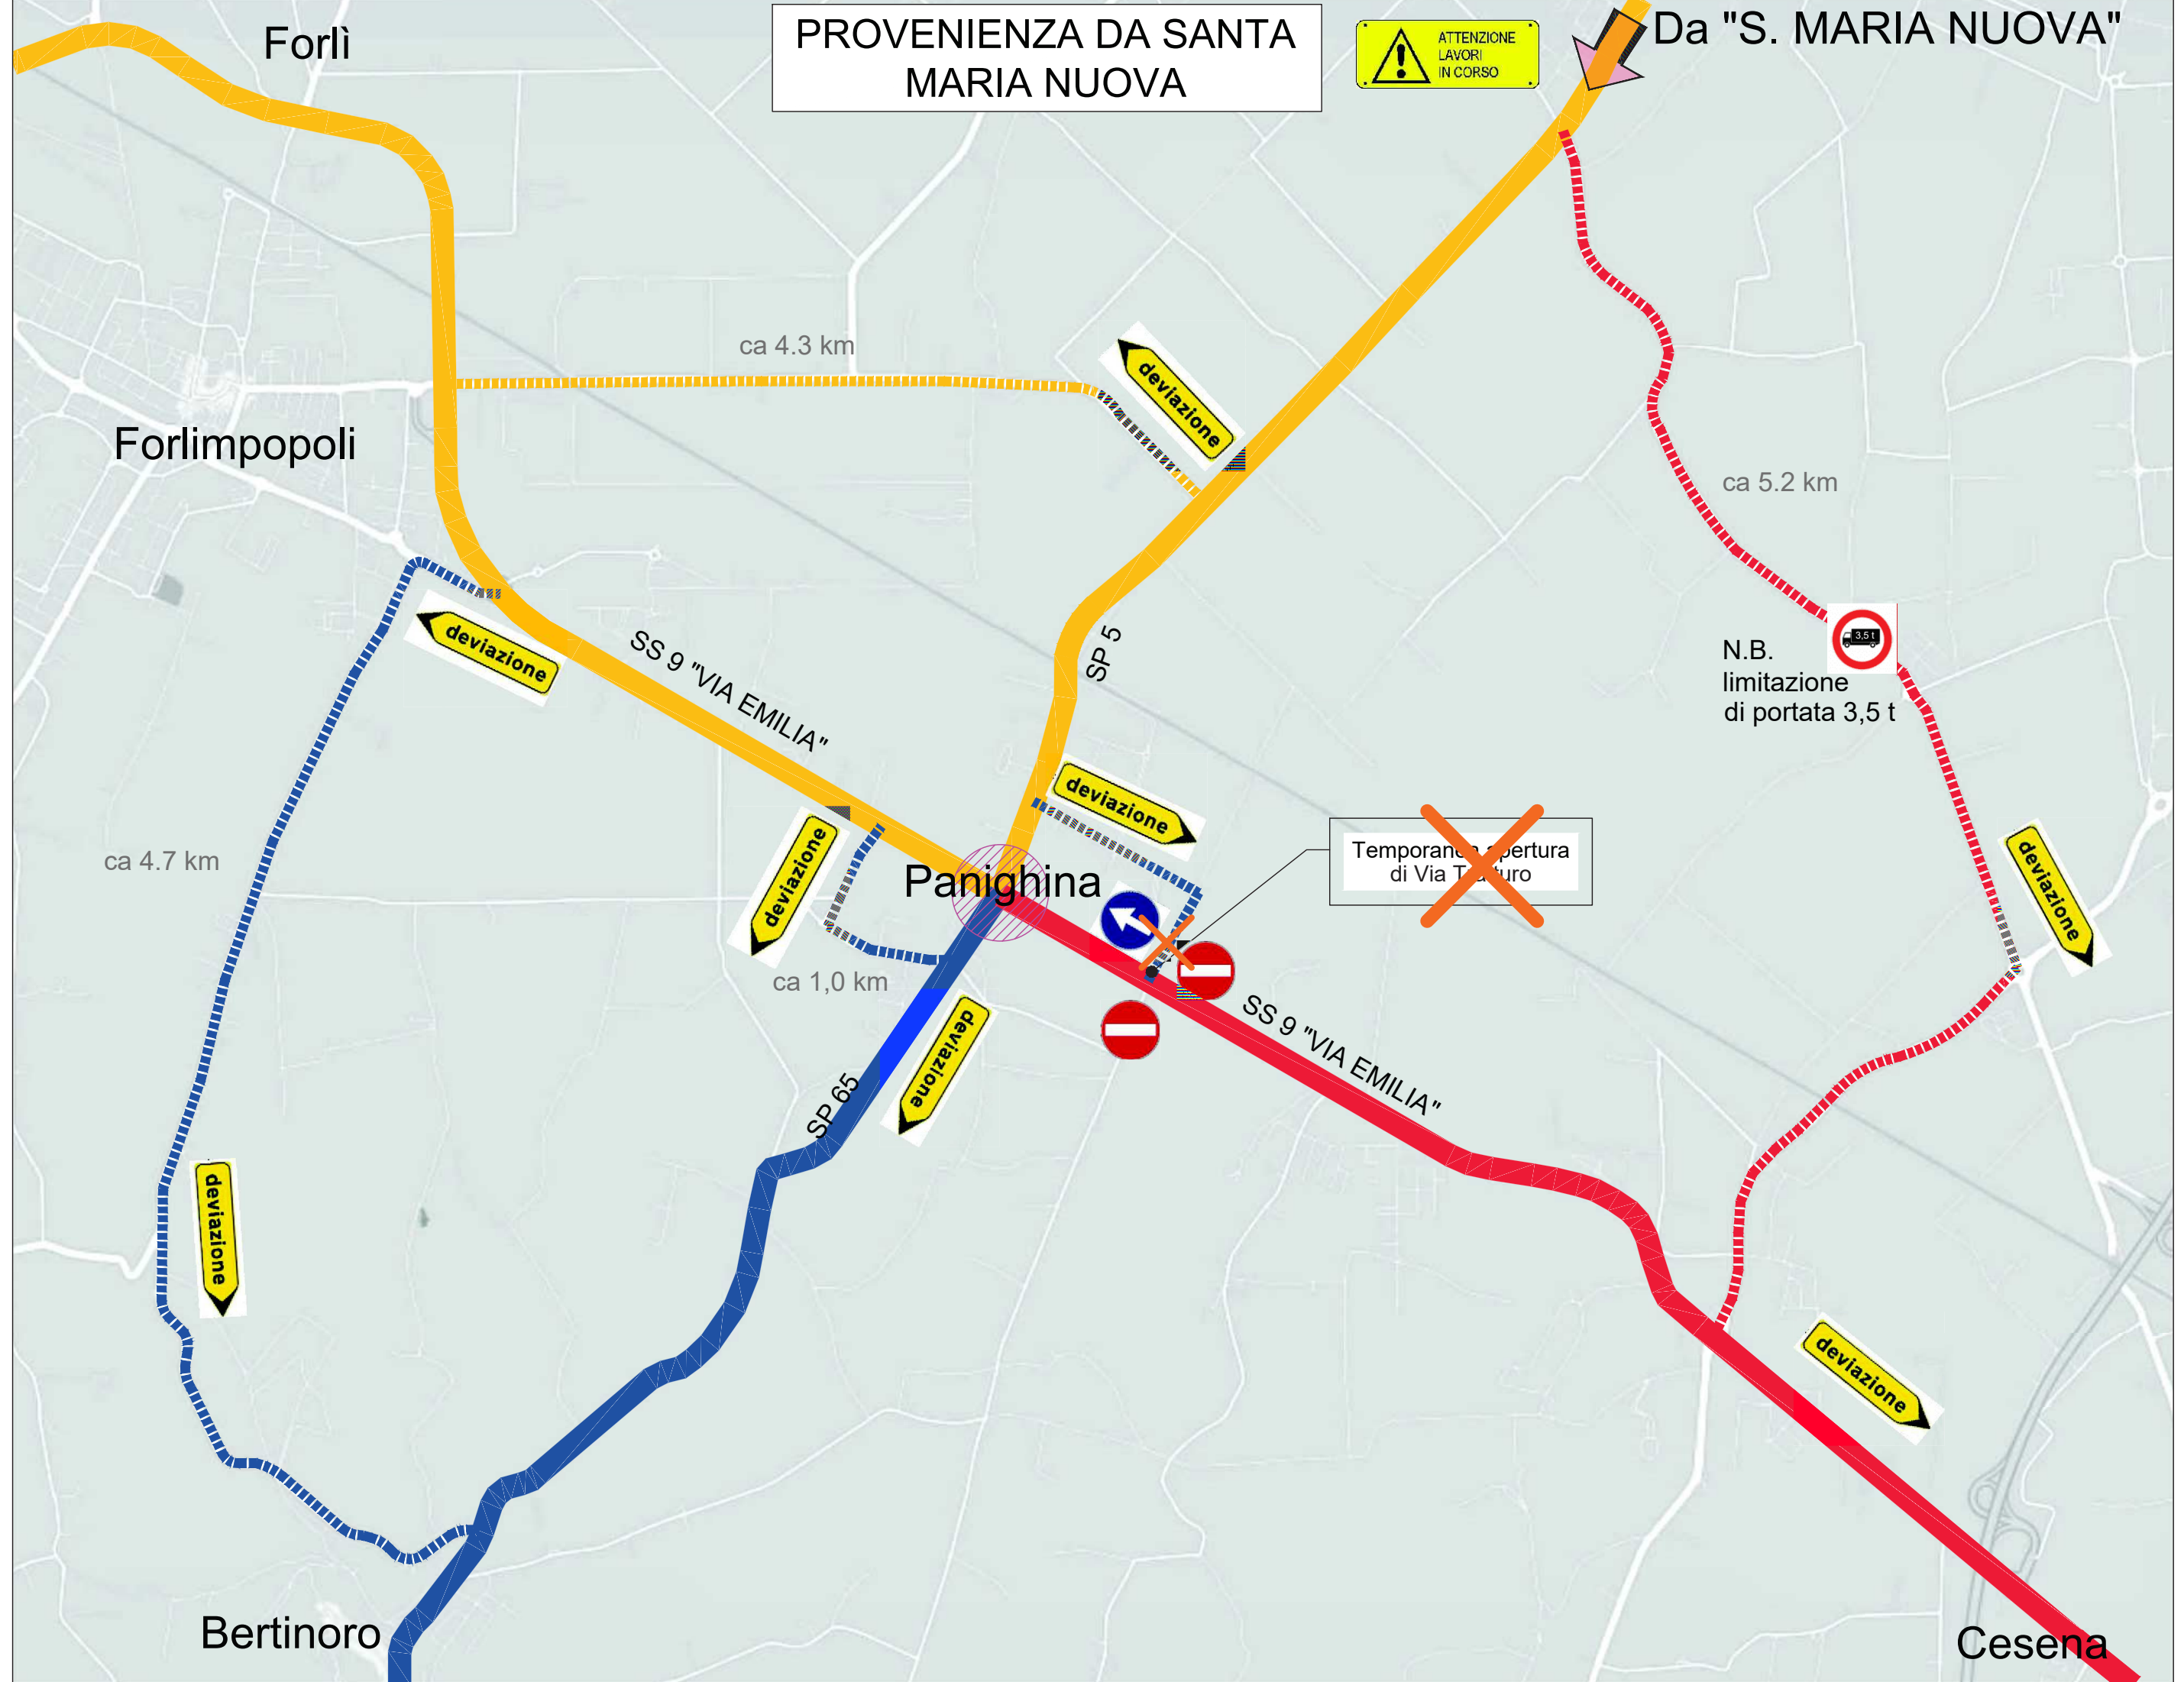 Forlì
PROVENIENZA DA SANTA
MARIA NUOVA
ATTENZIONE
LAVORI
IN CORSO
Da "S. MARIA NUOVA"
ca 4.3 km
deviazione
Forlimpopoli
ca 5.2 km
deviazione
SS 9 "VIA EMILIA"
SP 5
3,5 t
N.B.
limitazione
di portata 3,5 t
deviazione
deviazione
deviazione
ca 4.7 km
Panighina
Temporanea apertura
di Via
ca 1,0 km
deviazione
SS 9 "VIA EMILIA"
SP 65
deviazione
deviazione
Bertinoro
Cesena